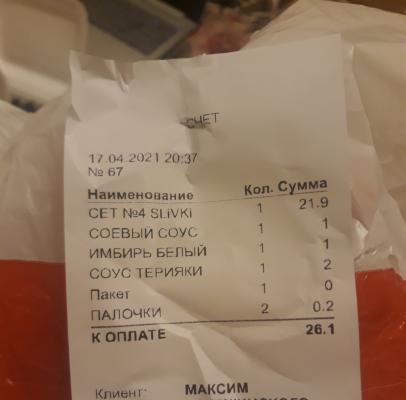 СЧЕТ
17.04.2021 20:37
№ 67
Наименование Кол. Сумма
СЕТ №4 SLiVKi 1 21.9
СОЕВЫЙ СОУС 1 1
ИМБИРЬ БЕЛЫЙ 1 1
СОУС ТЕРИЯКИ 1 2
Пакет 1 0
ПАЛОЧКИ 2 0.2
К ОПЛАТЕ 26.1
Клиент: МАКСИМ